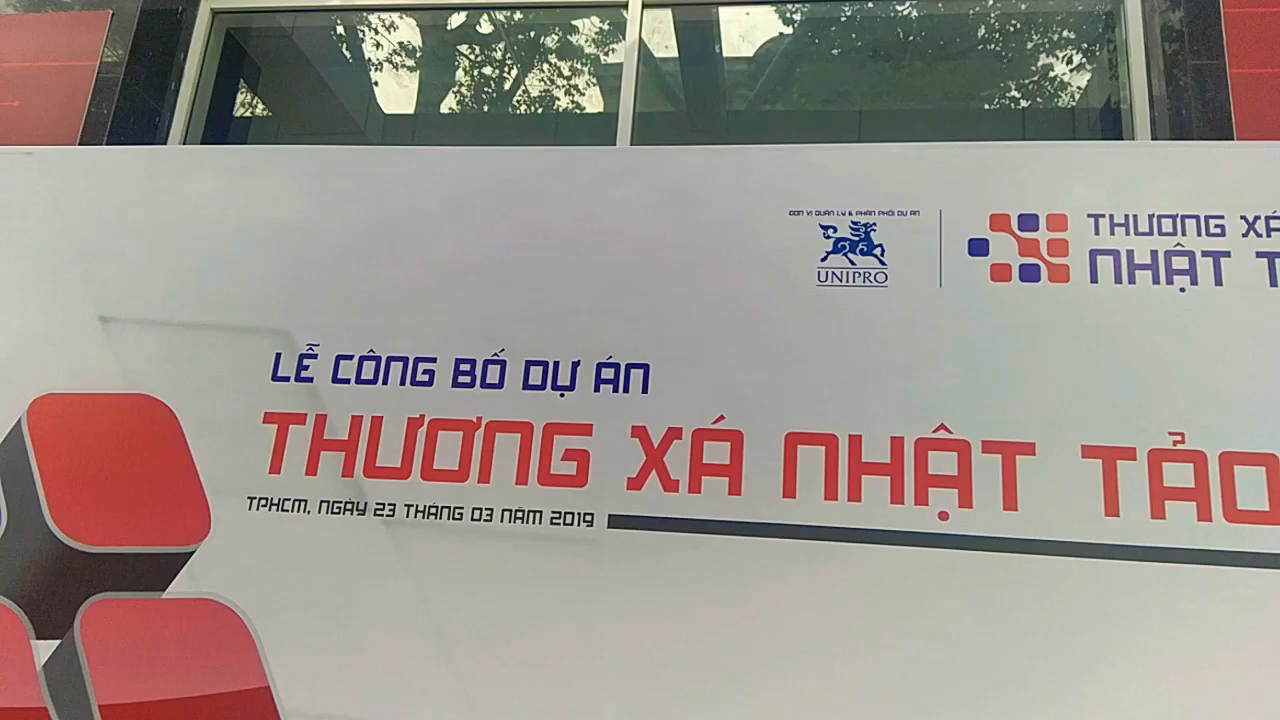 ĐƠN VỊ QUẢN LÝ & PHÂN PHỐI DỰ ÁN
UNIPRO
THƯƠNG XÁ
NHẬT T
LỄ CÔNG BỐ DỰ ÁN
THƯƠNG XÁ NHẬT TẢO
TPHCM, NGÀY 23 THÁNG 03 NĂM 2019